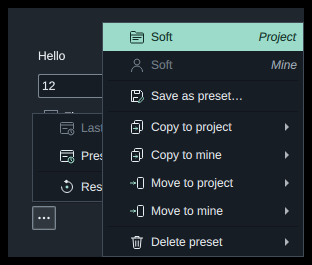 Soft Project
Hello
Soft Mine
12
Save as preset...
Copy to project
Copy to mine
Move to project
Move to mine
Delete preset